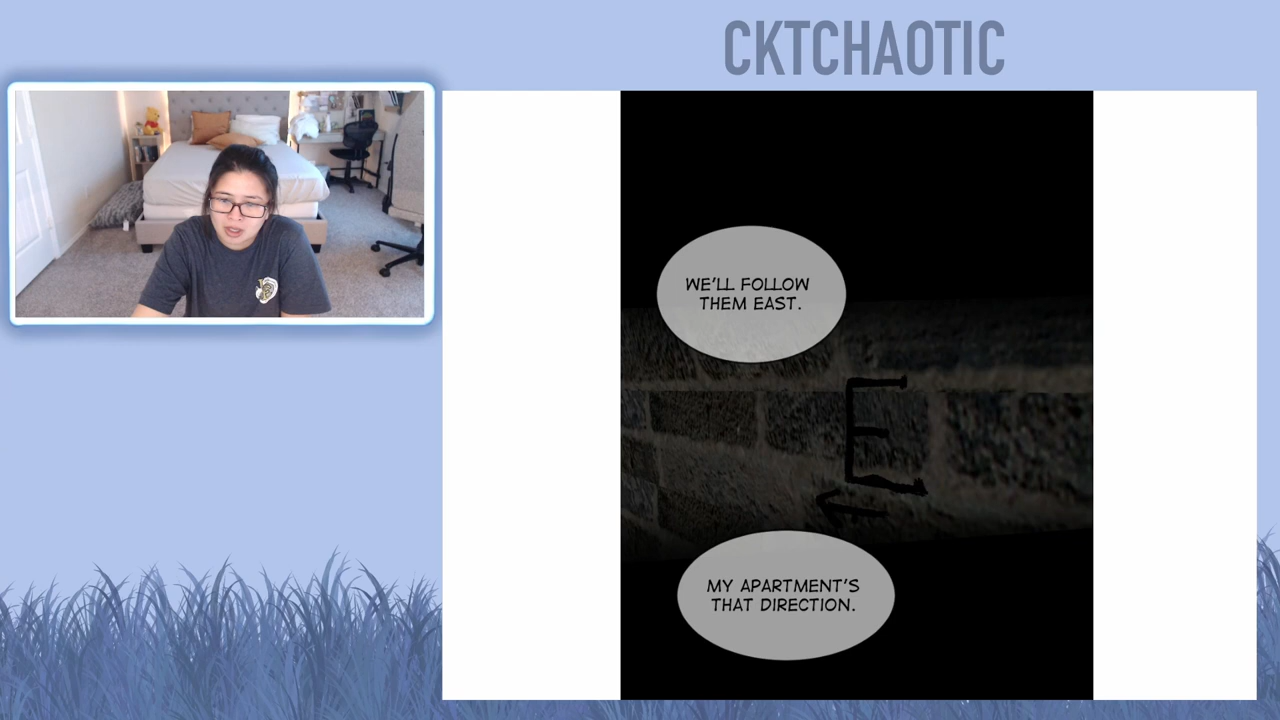 CKTCHAOTIC
WE'LL FOLLOW
THEM EAST.
E
MY APARTMENT'S
THAT DIRECTION.